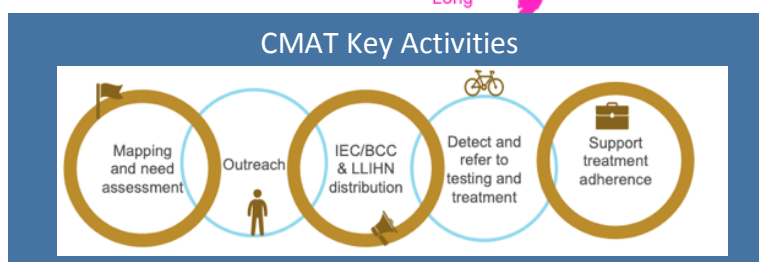 Long
CMAT Key Activities
Mapping
and need
assessment
Outreach
IEC/BCC
& LLIHN
distribution
Detect and
refer to
testing and
treatment
Support
treatment
adherence